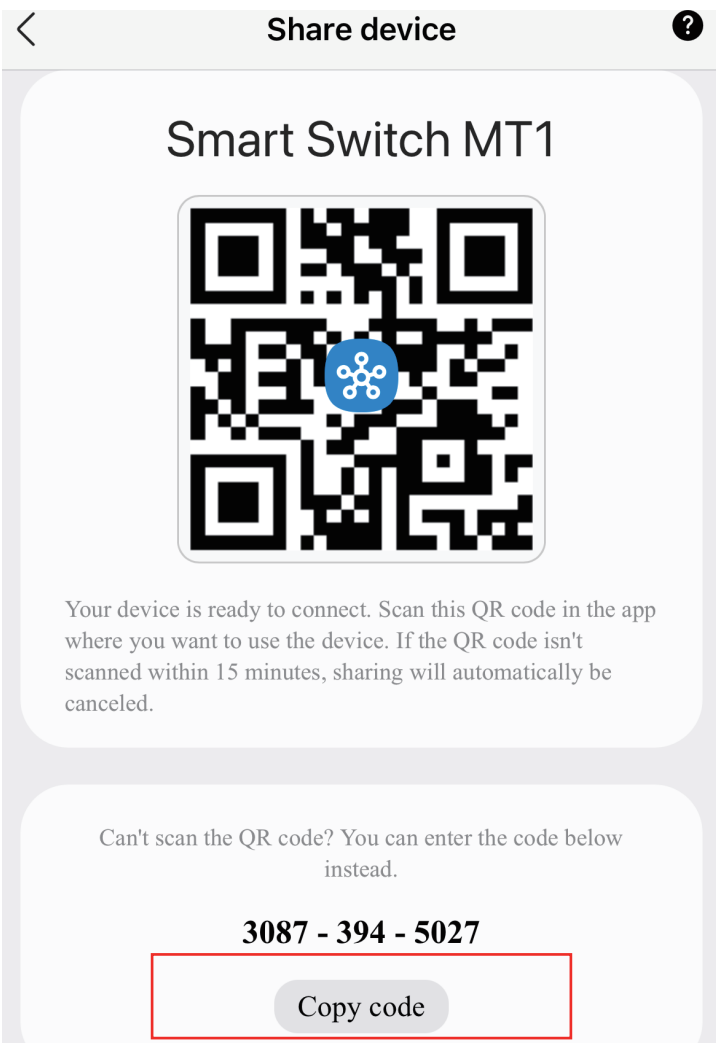 Share device
?
Smart Switch MT1
Your device is ready to connect. Scan this QR code in the app
where you want to use the device. If the QR code isn't
scanned within 15 minutes, sharing will automatically be
canceled.
Can't scan the QR code? You can enter the code below
instead.
3087 - 394 - 5027
Copy code